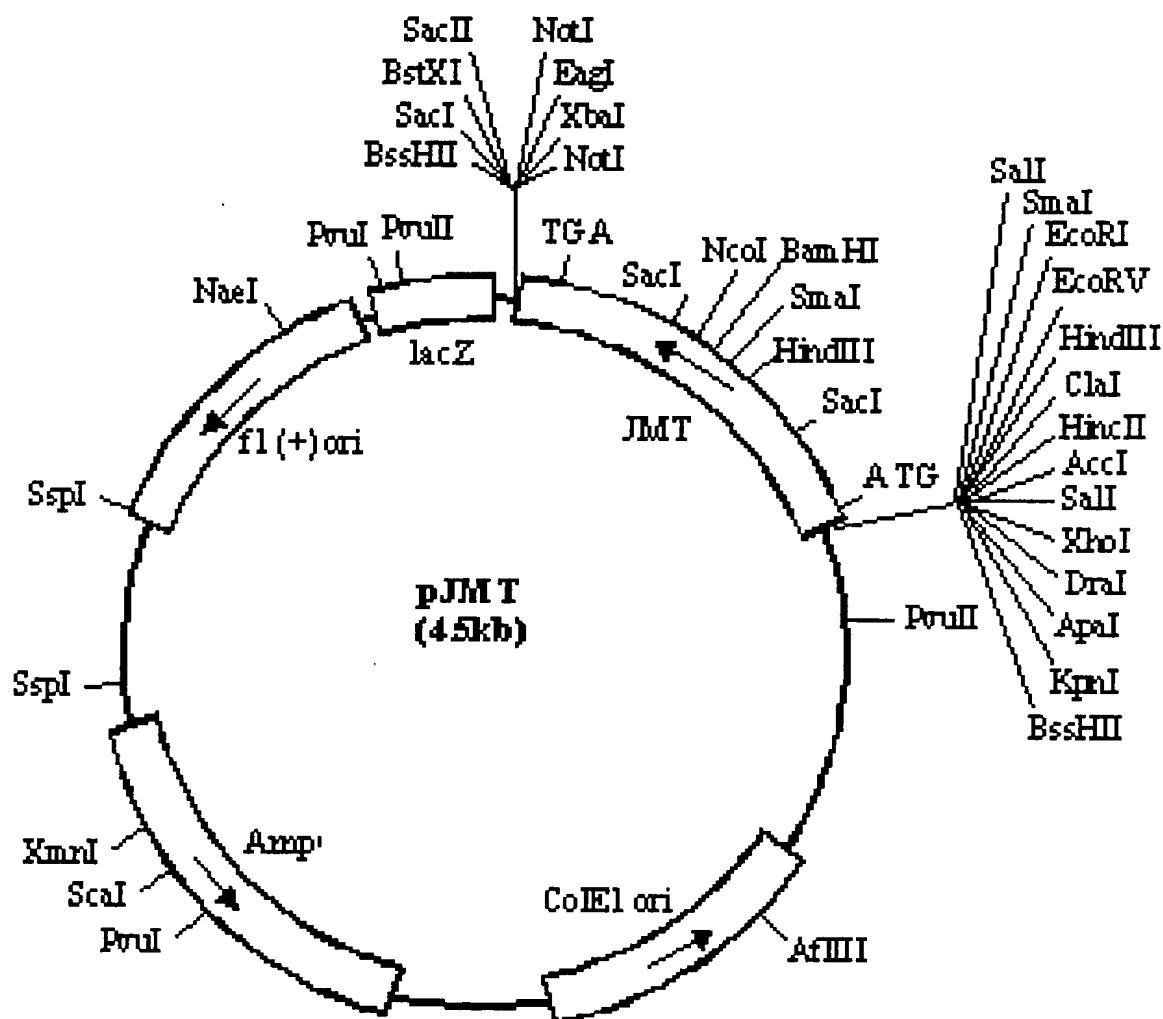 SacII NotI
BstXI EagI
SacI XbaI
BssHII NotI
SalI
SmaI
EcoRI
EcoRV
HindIII
ClaI
HincII
AccI
SalI
XhoI
DraI
ApaI
KpnI
BssHII
PvuI PvuII
TGA
SacI
NcoI
BamHI
SmaI
HindIII
SacI
ATG
NaeI
lacZ
JMT
f1 (+) ori
SspI
pJMT
(4.5kb)
PvuII
SspI
XmnI
ScaI
PvuI
Ampr
ColE1 ori
AflIII